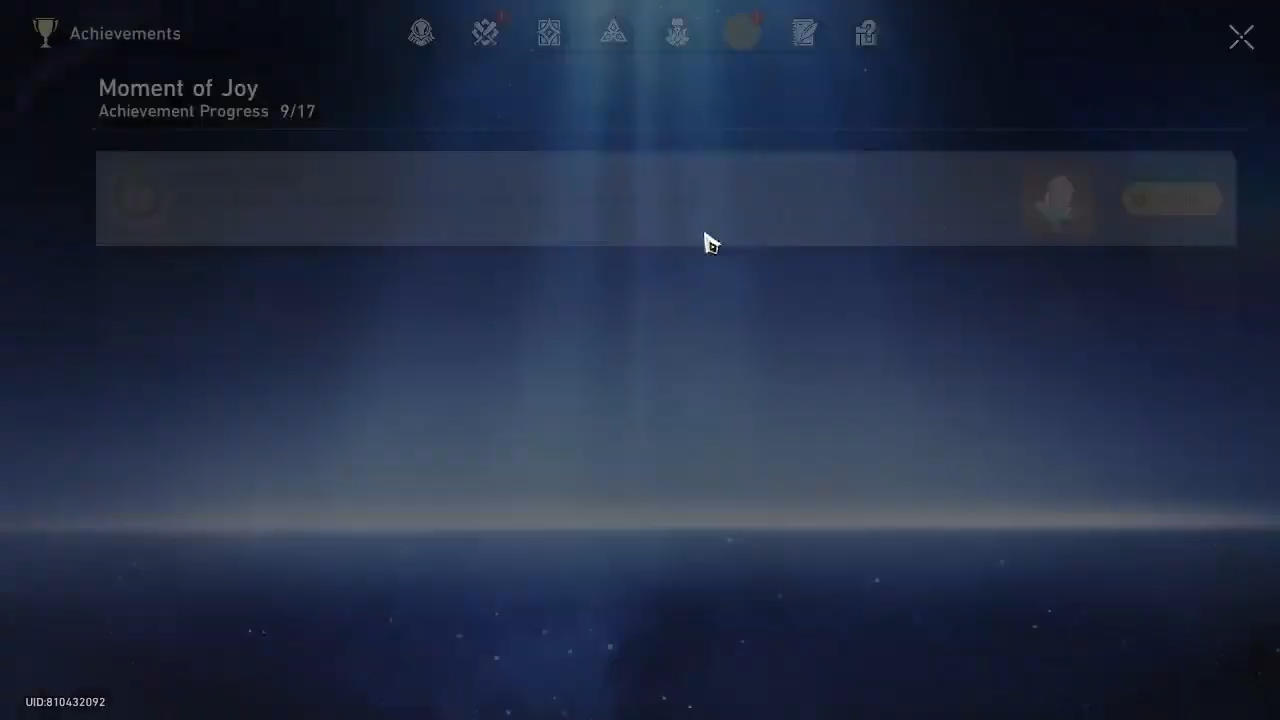 Achievements
Moment of Joy
Achievement Progress 9/17
UID:810432092